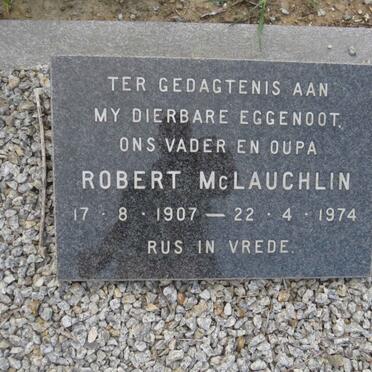 TER GEDAGTENIS AAN
MY DIERBARE EGGENOOT,
ONS VADER EN OUPA
ROBERT McLAUCHLIN
17 · 8 · 1907 — 22 · 4 · 1974
RUS IN VREDE.